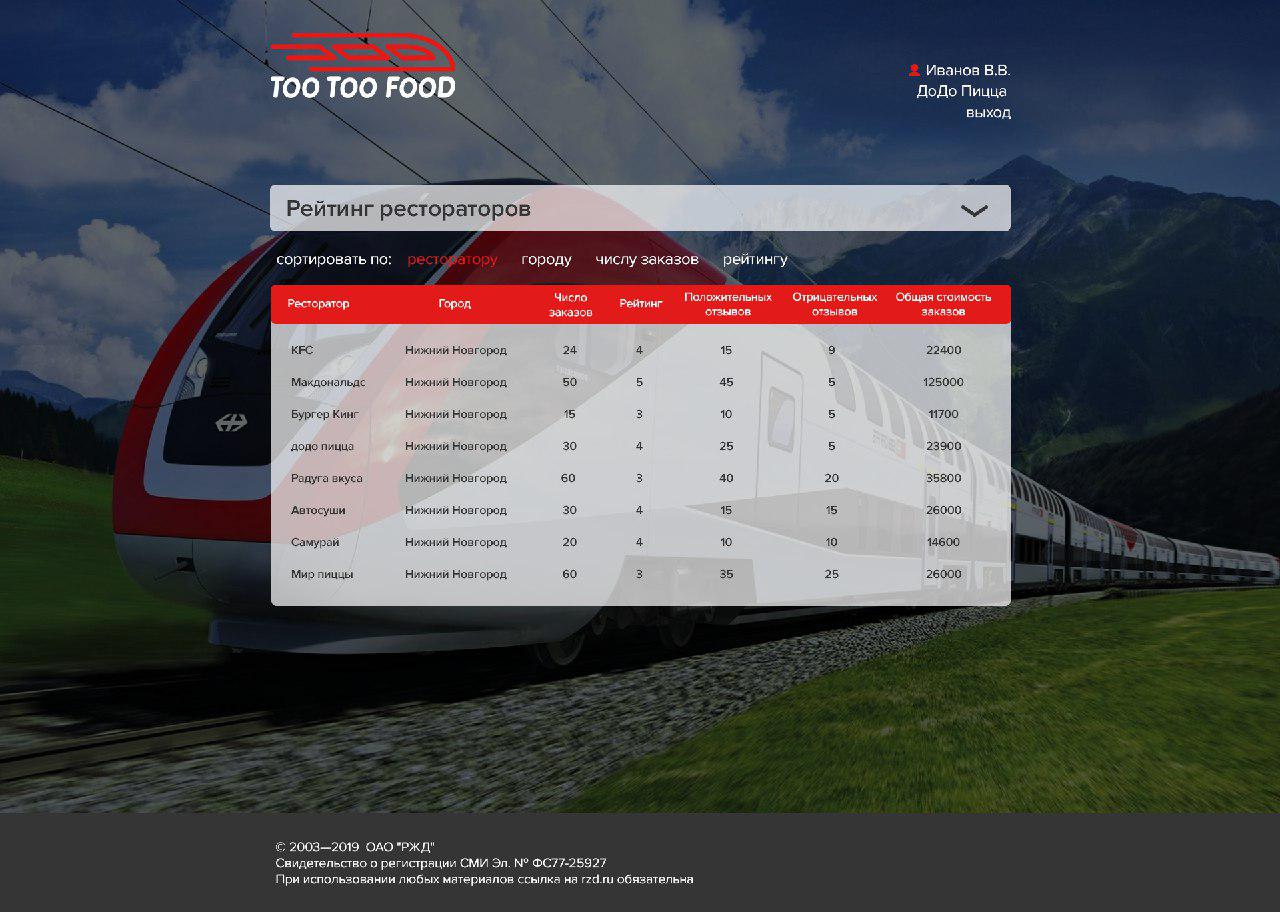 TOO TOO FOOD
Иванов В.В.
ДоДо Пицца
выход
Рейтинг рестораторов
сортировать по: ресторатору городу числу заказов рейтингу
Ресторатор Город Число заказов Рейтинг Положительных отзывов Отрицательных отзывов Общая стоимость заказов
KFC Нижний Новгород 24 4 15 9 22400
Макдональдс Нижний Новгород 50 5 45 5 125000
Бургер Кинг Нижний Новгород 15 3 10 5 11700
додо пицца Нижний Новгород 30 4 25 5 23900
Радуга вкуса Нижний Новгород 60 3 40 20 35800
Автосуши Нижний Новгород 30 4 15 15 26000
Самурай Нижний Новгород 20 4 10 10 14600
Мир пиццы Нижний Новгород 60 3 35 25 26000
© 2003—2019 ОАО "РЖД"
Свидетельство о регистрации СМИ Эл. № ФС77-25927
При использовании любых материалов ссылка на rzd.ru обязательна